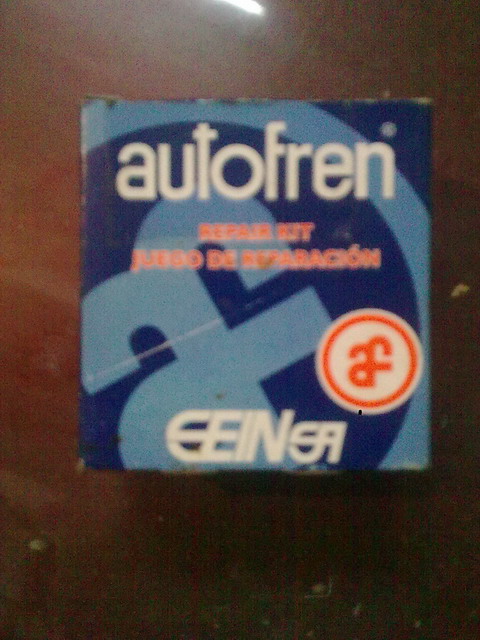 autofren®
REPAIR KIT
JUEGO DE REPARACIÓN
af
SEINSA